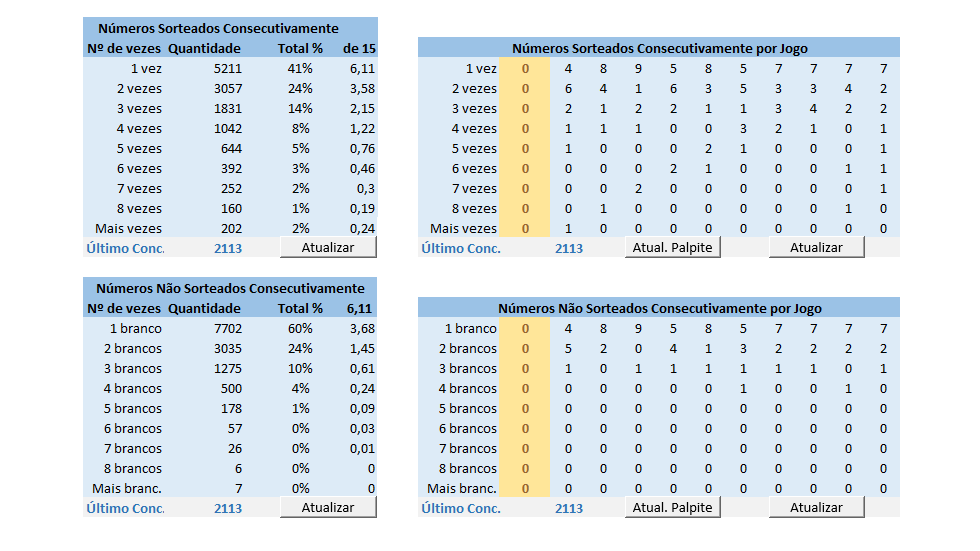 Números Sorteados Consecutivamente
Nº de vezes Quantidade Total % de 15
1 vez 5211 41% 6,11
2 vezes 3057 24% 3,58
3 vezes 1831 14% 2,15
4 vezes 1042 8% 1,22
5 vezes 644 5% 0,76
6 vezes 392 3% 0,46
7 vezes 252 2% 0,3
8 vezes 160 1% 0,19
Mais vezes 202 2% 0,24
Último Conc. 2113 Atualizar
Números Sorteados Consecutivamente por Jogo
1 vez 0 4 8 9 5 8 5 7 7 7 7
2 vezes 0 6 4 1 6 3 5 3 3 4 2
3 vezes 0 2 1 2 2 1 1 3 4 2 2
4 vezes 0 1 1 1 0 0 3 2 1 0 1
5 vezes 0 1 0 0 0 2 1 0 0 0 1
6 vezes 0 0 0 0 2 1 0 0 0 1 1
7 vezes 0 0 0 2 0 0 0 0 0 0 1
8 vezes 0 0 1 0 0 0 0 0 0 1 0
Mais vezes 0 1 0 0 0 0 0 0 0 0 0
Último Conc. 2113 Atual. Palpite Atualizar
Números Não Sorteados Consecutivamente
Nº de vezes Quantidade Total % 6,11
1 branco 7702 60% 3,68
2 brancos 3035 24% 1,45
3 brancos 1275 10% 0,61
4 brancos 500 4% 0,24
5 brancos 178 1% 0,09
6 brancos 57 0% 0,03
7 brancos 26 0% 0,01
8 brancos 6 0% 0
Mais branc. 7 0% 0
Último Conc. 2113 Atualizar
Números Não Sorteados Consecutivamente por Jogo
1 branco 0 4 8 9 5 8 5 7 7 7 7
2 brancos 0 5 2 0 4 1 3 2 2 2 2
3 brancos 0 1 0 1 1 1 1 1 1 0 1
4 brancos 0 0 0 0 0 0 1 0 0 1 0
5 brancos 0 0 0 0 0 0 0 0 0 0 0
6 brancos 0 0 0 0 0 0 0 0 0 0 0
7 brancos 0 0 0 0 0 0 0 0 0 0 0
8 brancos 0 0 0 0 0 0 0 0 0 0 0
Mais branc. 0 0 0 0 0 0 0 0 0 0 0
Último Conc. 2113 Atual. Palpite Atualizar